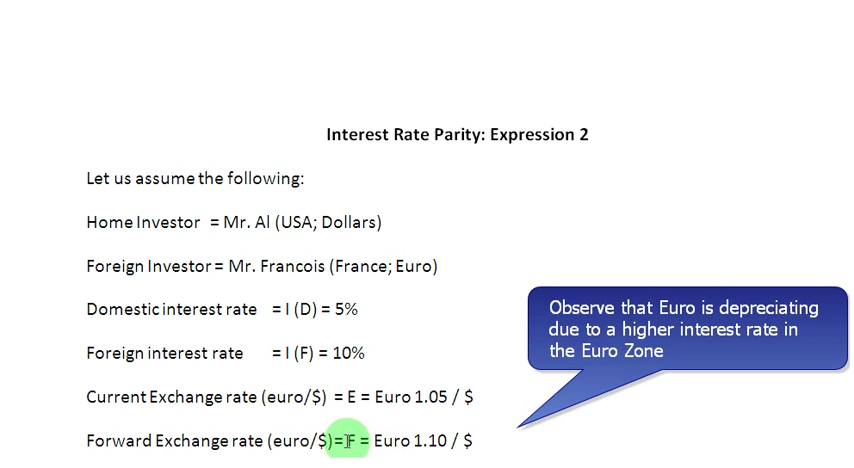 Interest Rate Parity: Expression 2
Let us assume the following:
Home Investor = Mr. Al (USA; Dollars)
Foreign Investor = Mr. Francois (France; Euro)
Domestic interest rate = I (D) = 5%
Foreign interest rate = I (F) = 10%
Current Exchange rate (euro/$) = E = Euro 1.05 / $
Forward Exchange rate (euro/$)= F = Euro 1.10 / $
Observe that Euro is depreciating
due to a higher interest rate in
the Euro Zone